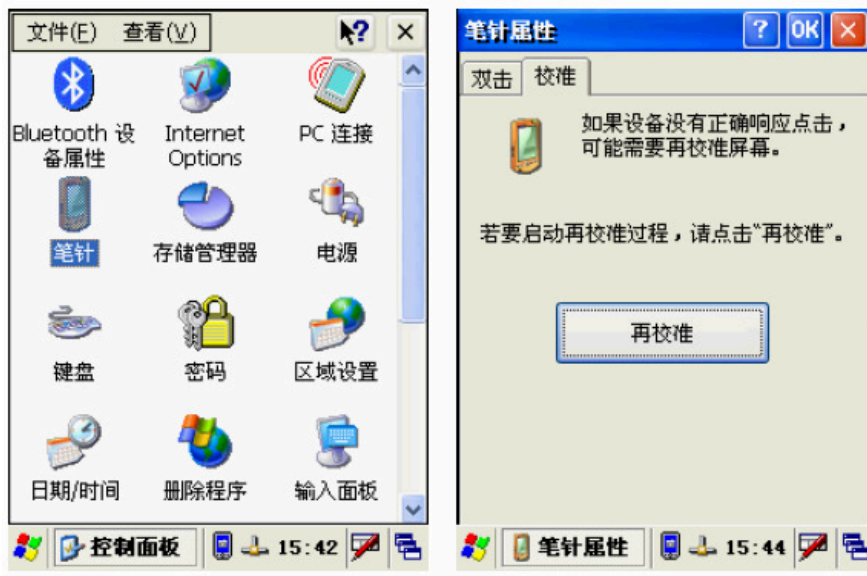 文件(F) 查看(V)
?
×
Bluetooth 设
备属性
Internet
Options
PC 连接
笔针
存储管理器
电源
键盘
密码
区域设置
日期/时间
删除程序
输入面板
控制面板
15:42
笔针属性
? OK ×
双击 校准
如果设备没有正确响应点击，
可能需要再校准屏幕。
若要启动再校准过程，请点击“再校准”。
再校准
笔针属性
15:44